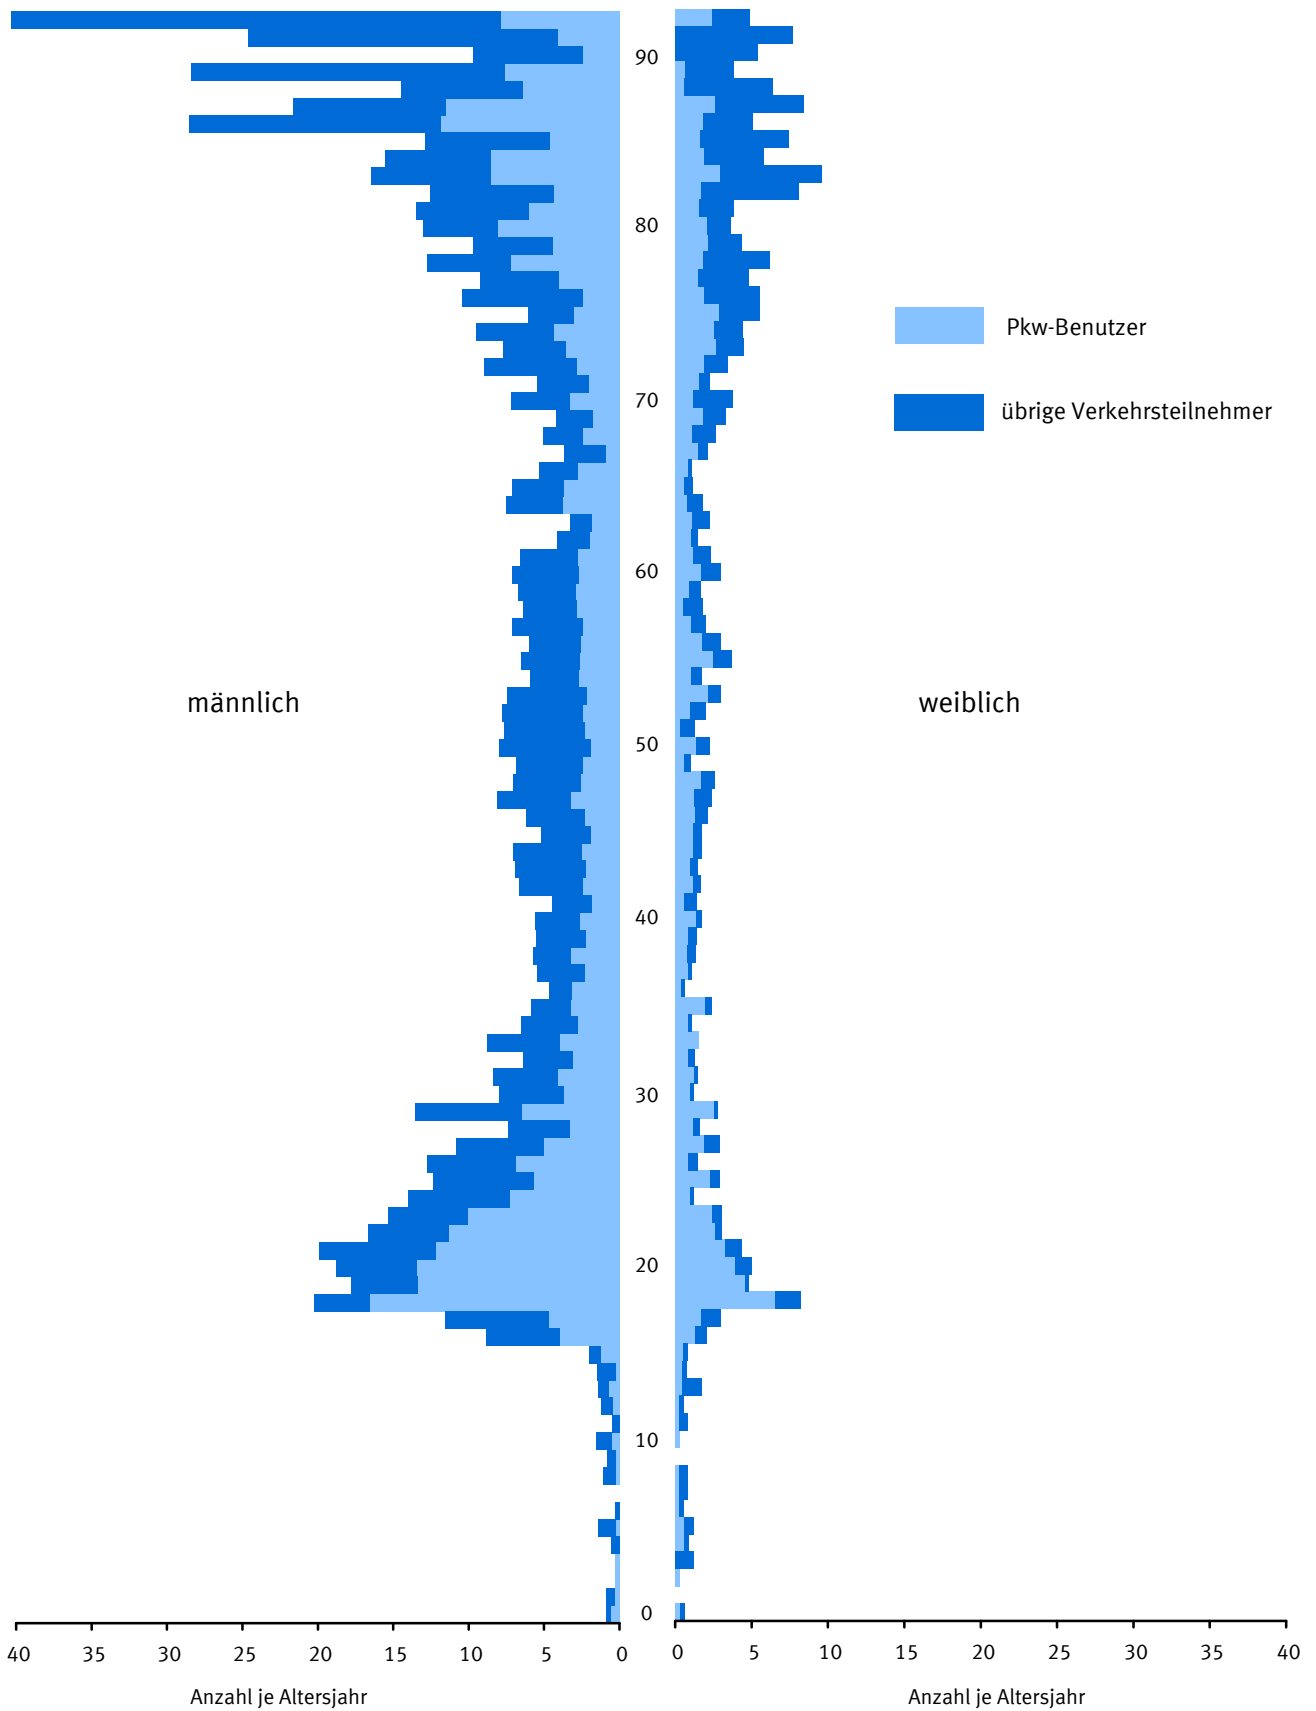 90
80
Pkw-Benutzer
70
übrige Verkehrsteilnehmer
60
männlich
weiblich
50
40
30
20
10
0
40 35 30 25 20 15 10 5 0 0 5 10 15 20 25 30 35 40
Anzahl je Altersjahr Anzahl je Altersjahr